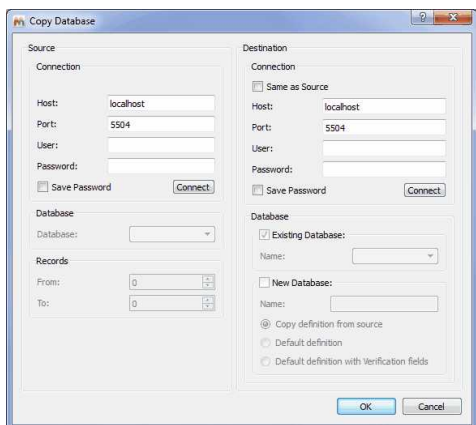 Copy Database
Source
Connection
Host: localhost
Port: 5504
User:
Password:
Save Password Connect
Database
Database:
Records
From: 0
To: 0
Destination
Connection
Same as Source
Host: localhost
Port: 5504
User:
Password:
Save Password Connect
Database
Existing Database:
Name:
New Database:
Name:
Copy definition from source
Default definition
Default definition with Verification fields
OK Cancel